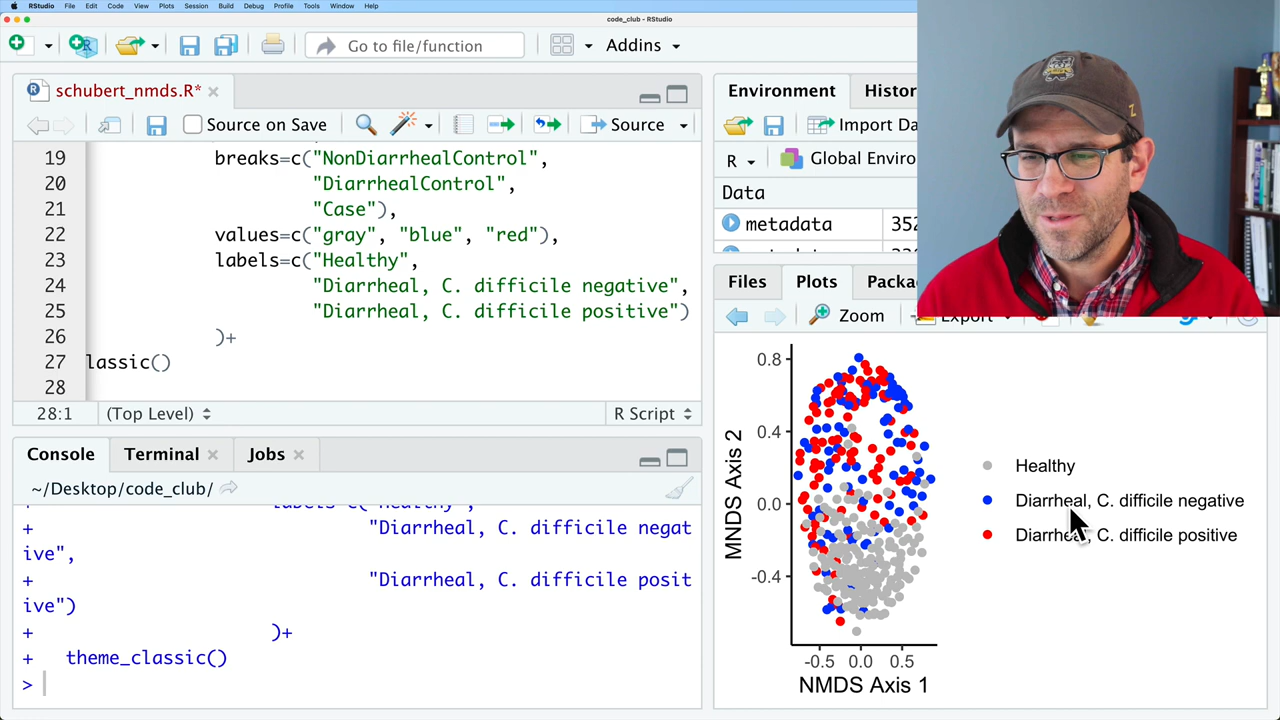 RStudio File Edit Code View Plots Session Build Debug Profile Tools Window Help
code_club - RStudio
Go to file/function Addins
schubert_nmds.R*
Source on Save Source
19 breaks=c("NonDiarrhealControl",
20 "DiarrhealControl",
21 "Case"),
22 values=c("gray", "blue", "red"),
23 labels=c("Healthy",
24 "Diarrheal, C. difficile negative",
25 "Diarrheal, C. difficile positive")
26 )+
27 lassic()
28
28:1 (Top Level) R Script
Console Terminal Jobs
~/Desktop/code_club/
+ "Diarrheal, C. difficile negat
ive",
+ "Diarrheal, C. difficile posit
ive")
+ )+
+ theme_classic()
>
Environment Histo
Import Da
R Global Enviro
Data
metadata 352
Files Plots Packa
Zoom Export
0.8
0.4
0.0
-0.4
MNDS Axis 2
-0.5 0.0 0.5
NMDS Axis 1
Healthy
Diarrheal, C. difficile negative
Diarrheal, C. difficile positive